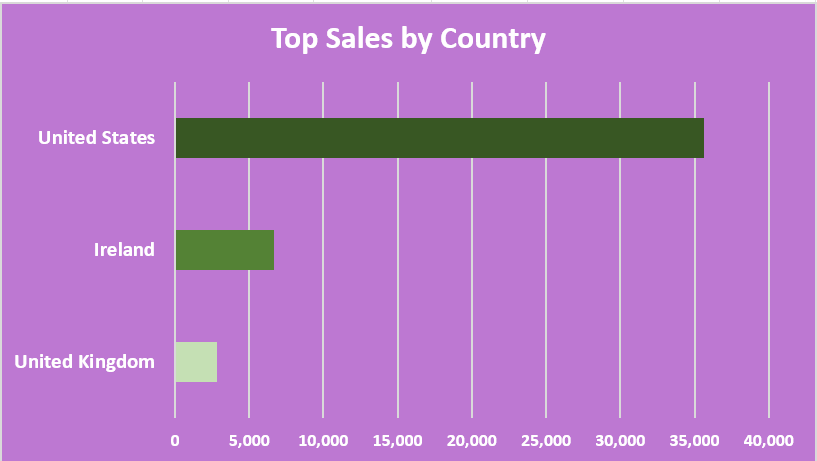 Top Sales by Country
United States
Ireland
United Kingdom
0 5,000 10,000 15,000 20,000 25,000 30,000 35,000 40,000